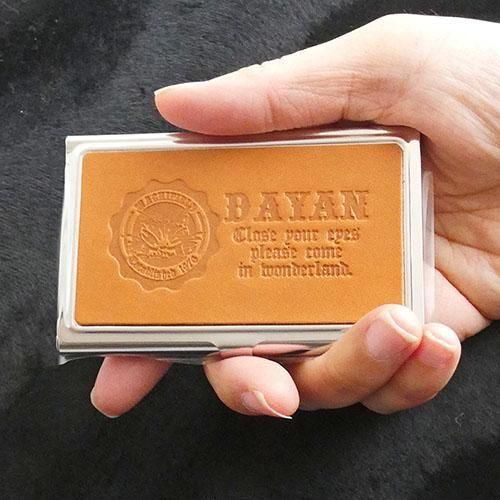 DAYAN
Close your eyes
please come
in wonderland.